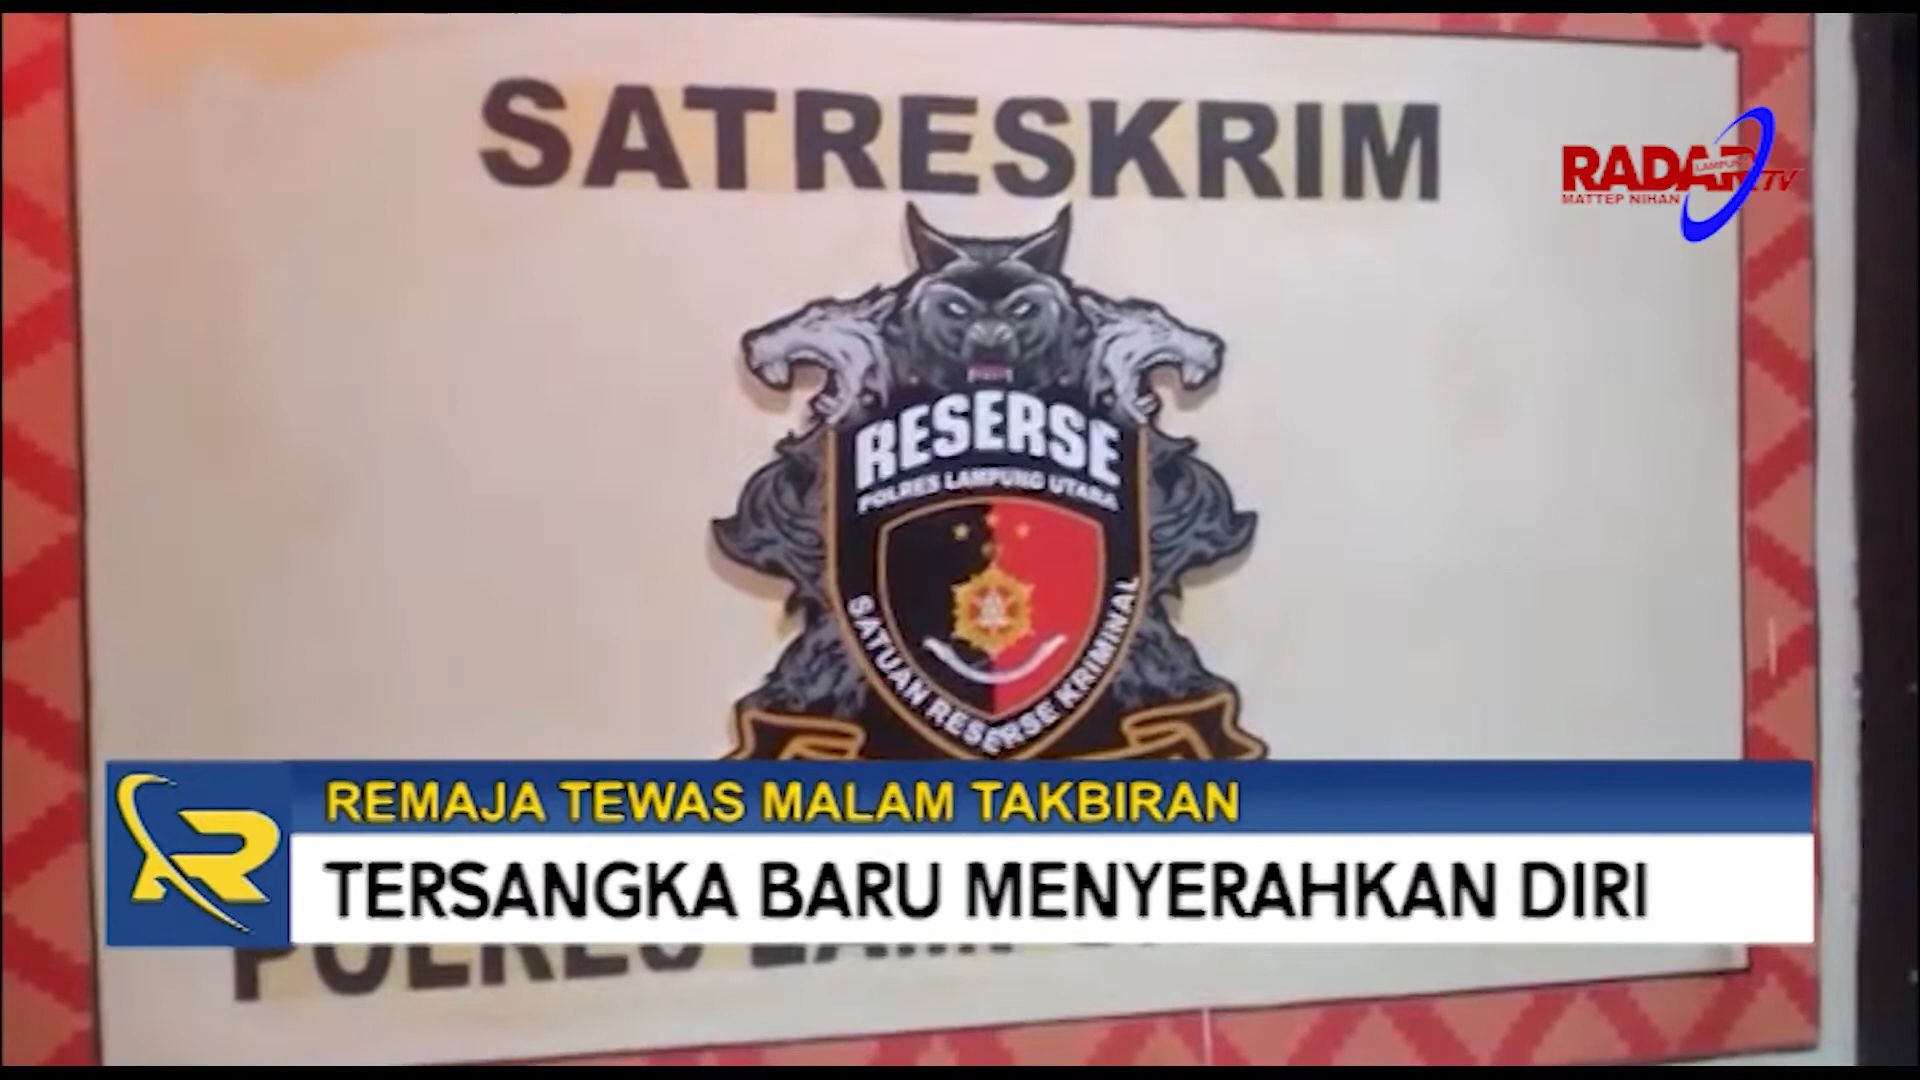 SATRESKRIM
RADAR TV
LAMPUNG
MATTEP NIHAN
RESERSE
POLRES LAMPUNG UTARA
SATUAN RESERSE KRIMINAL
REMAJA TEWAS MALAM TAKBIRAN
TERSANGKA BARU MENYERAHKAN DIRI
POLRES